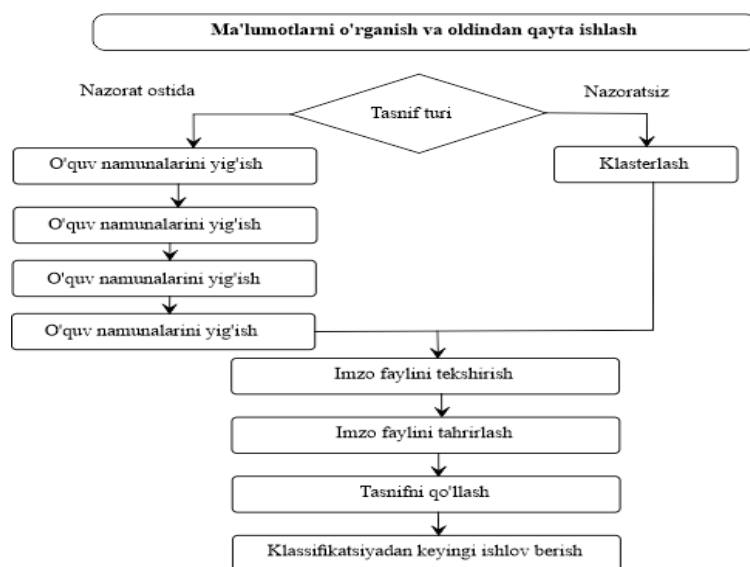 Ma'lumotlarni o'rganish va oldindan qayta ishlash
Nazorat ostida
Nazoratsiz
Tasnif turi
O'quv namunalarini yig'ish
Klasterlash
O'quv namunalarini yig'ish
O'quv namunalarini yig'ish
O'quv namunalarini yig'ish
Imzo faylini tekshirish
Imzo faylini tahrirlash
Tasnifni qo'llash
Klassifikatsiyadan keyingi ishlov berish